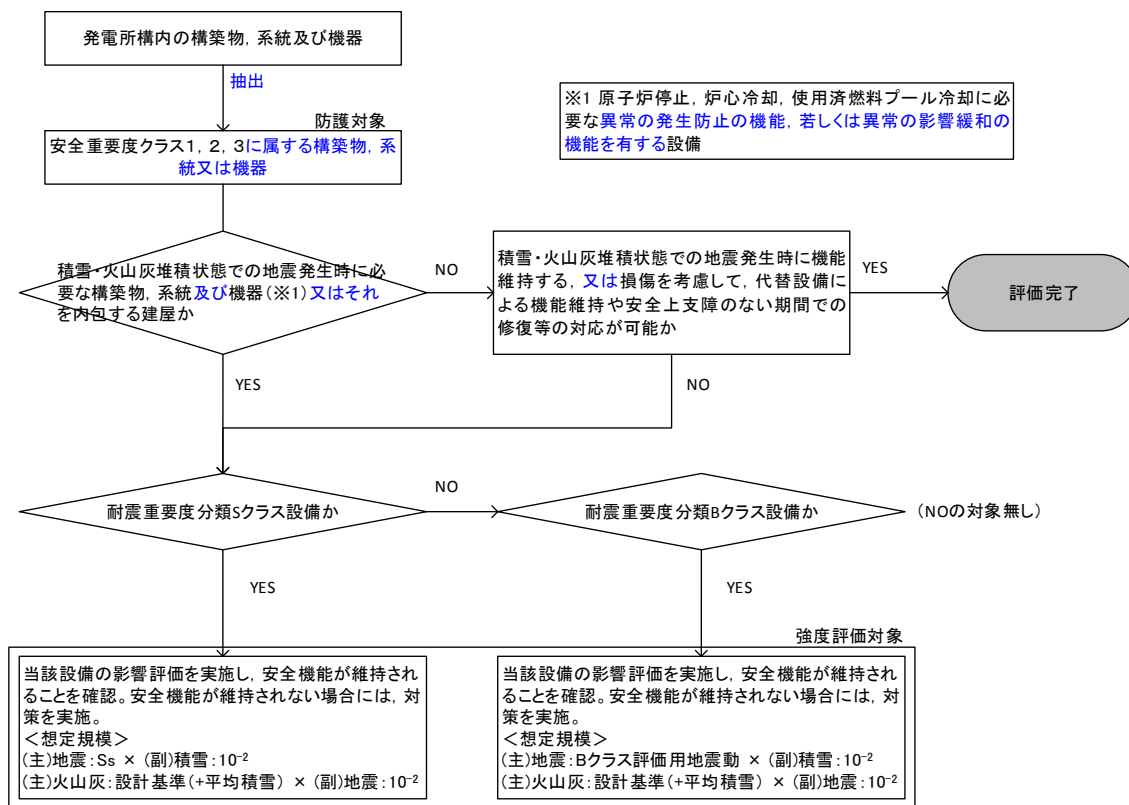 発電所構内の構築物，系統及び機器
抽出
※1 原子炉停止，炉心冷却，使用済燃料プール冷却に必
要な異常の発生防止の機能，若しくは異常の影響緩和の
機能を有する設備
防護対象
安全重要度クラス１，２，３に属する構築物，系
統又は機器
積雪・火山灰堆積状態での地震発生時に必
要な構築物，系統及び機器（※1）又はそれ
を内包する建屋か
NO
積雪・火山灰堆積状態での地震発生時に機能
維持する，又は損傷を考慮して，代替設備に
よる機能維持や安全上支障のない期間での
修復等の対応が可能か
YES
評価完了
YES
NO
耐震重要度分類Sクラス設備か
NO
耐震重要度分類Bクラス設備か
（NOの対象無し）
YES
YES
強度評価対象
当該設備の影響評価を実施し，安全機能が維持され
ることを確認。安全機能が維持されない場合には，対
策を実施。
＜想定規模＞
(主)地震：Ss × (副)積雪：10⁻²
(主)火山灰：設計基準(+平均積雪) × (副)地震：10⁻²
当該設備の影響評価を実施し，安全機能が維持され
ることを確認。安全機能が維持されない場合には，対
策を実施。
＜想定規模＞
(主)地震：Bクラス評価用地震動 × (副)積雪：10⁻²
(主)火山灰：設計基準(+平均積雪) × (副)地震：10⁻²